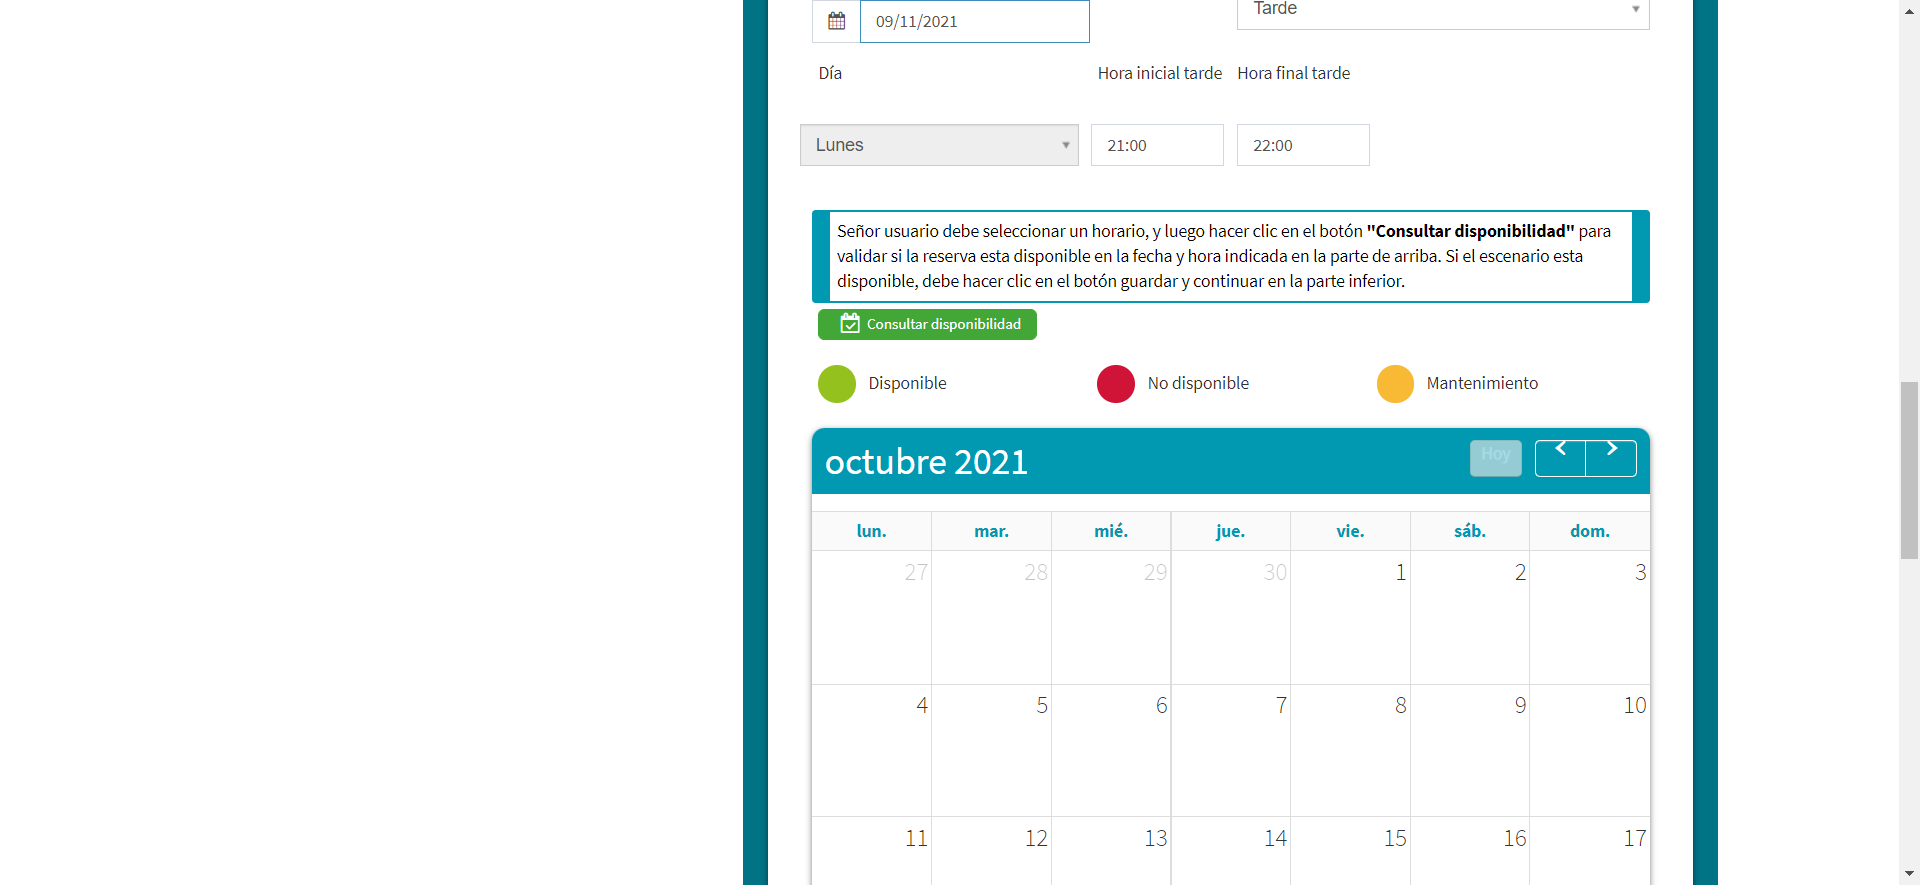 09/11/2021
Tarde
Día
Hora inicial tarde
Hora final tarde
Lunes
21:00
22:00
Señor usuario debe seleccionar un horario, y luego hacer clic en el botón "Consultar disponibilidad" para
validar si la reserva esta disponible en la fecha y hora indicada en la parte de arriba. Si el escenario esta
disponible, debe hacer clic en el botón guardar y continuar en la parte inferior.
Consultar disponibilidad
Disponible
No disponible
Mantenimiento
octubre 2021
Hoy
lun. mar. mié. jue. vie. sáb. dom.
27 28 29 30 1 2 3
4 5 6 7 8 9 10
11 12 13 14 15 16 17